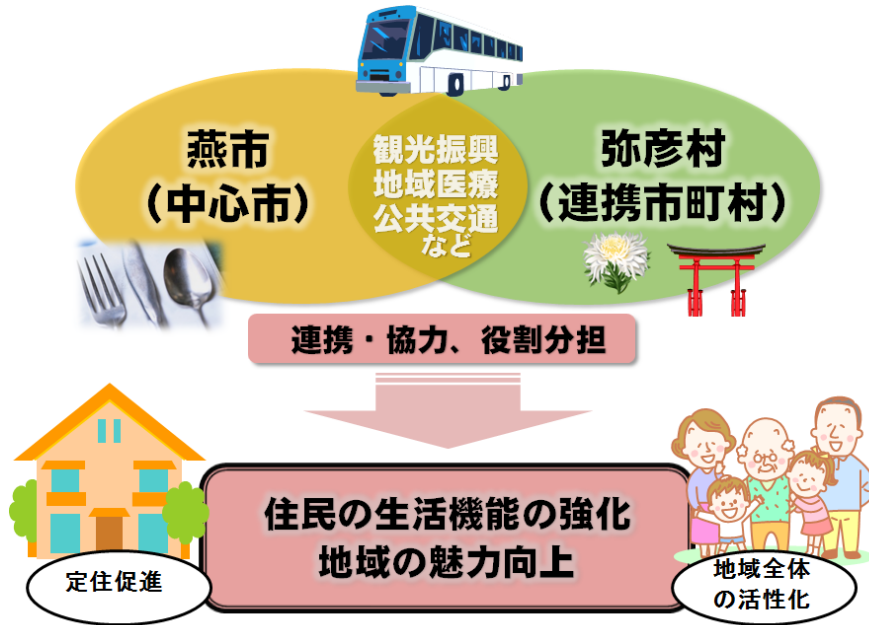 燕市
（中心市）
観光振興
地域医療
公共交通
など
弥彦村
（連携市町村）
連携・協力、役割分担
住民の生活機能の強化
地域の魅力向上
定住促進
地域全体
の活性化